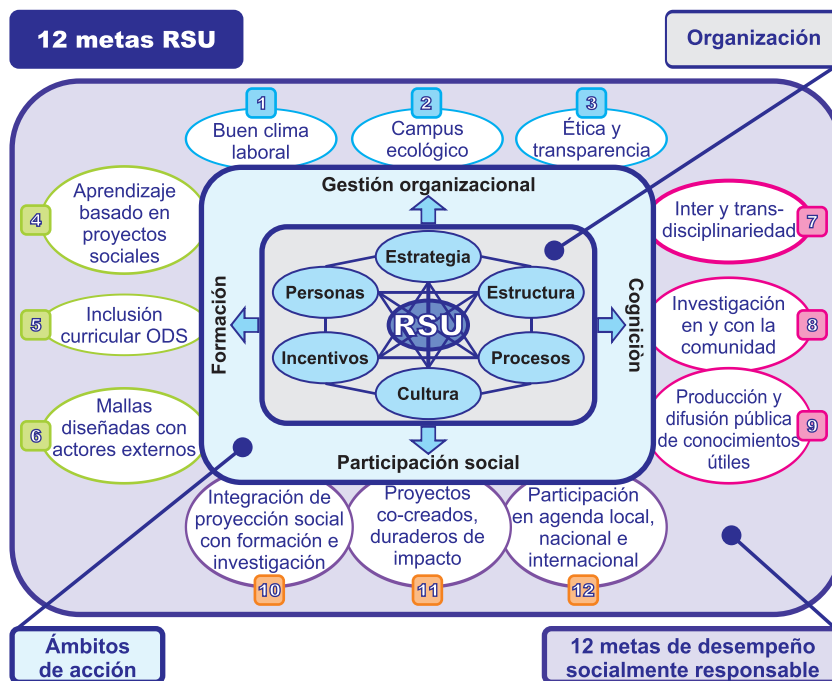 12 metas RSU
Organización
1
Buen clima
laboral
2
Campus
ecológico
3
Ética y
transparencia
4
Aprendizaje
basado en
proyectos
sociales
5
Inclusión
curricular ODS
6
Mallas
diseñadas con
actores externos
Gestión organizacional
Formación
Cogniciòn
Participación social
Estrategia
Personas
Estructura
RSU
Incentivos
Procesos
Cultura
Inter y trans-
disciplinariedad
7
Investigación
en y con la
comunidad
8
Producción y
difusión pública
de conocimientos
útiles
9
Integración de
proyección social
con formación e
investigación
10
Proyectos
co-creados,
duraderos de
impacto
11
Participación
en agenda local,
nacional e
internacional
12
Ámbitos
de acción
12 metas de desempeño
socialmente responsable